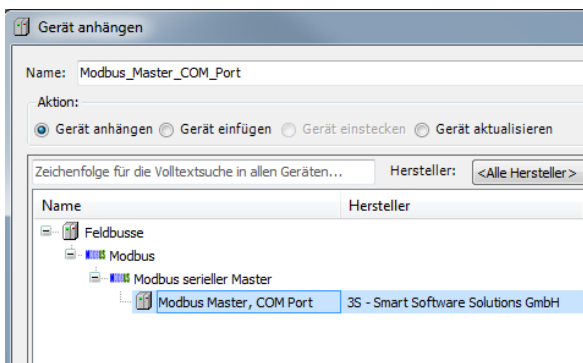 Gerät anhängen
Name: Modbus_Master_COM_Port
Aktion:
Gerät anhängen Gerät einfügen Gerät einstecken Gerät aktualisieren
Zeichenfolge für die Volltextsuche in allen Geräten... Hersteller: <Alle Hersteller>
Name Hersteller
Feldbusse
Modbus
Modbus serieller Master
Modbus Master, COM Port 3S - Smart Software Solutions GmbH